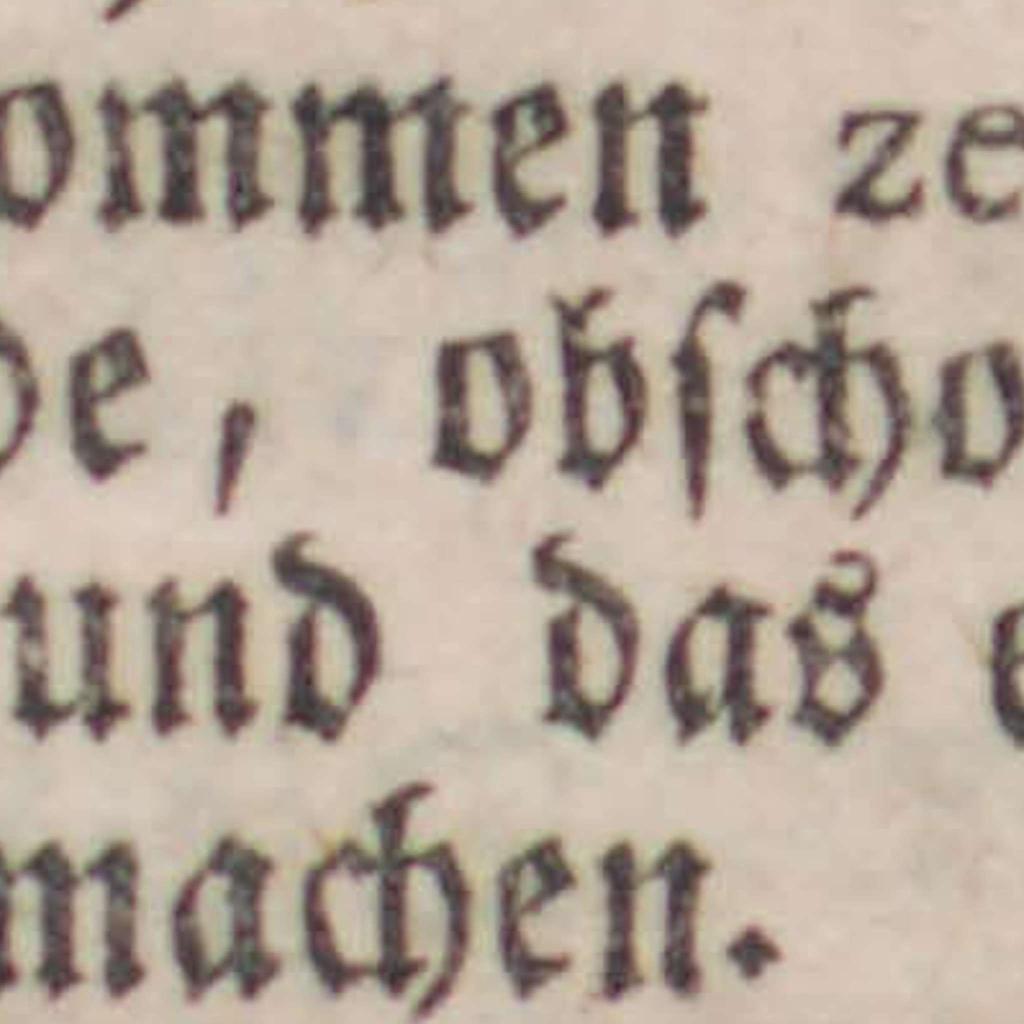 ommen ze
de, obſcho
und das e
machen.